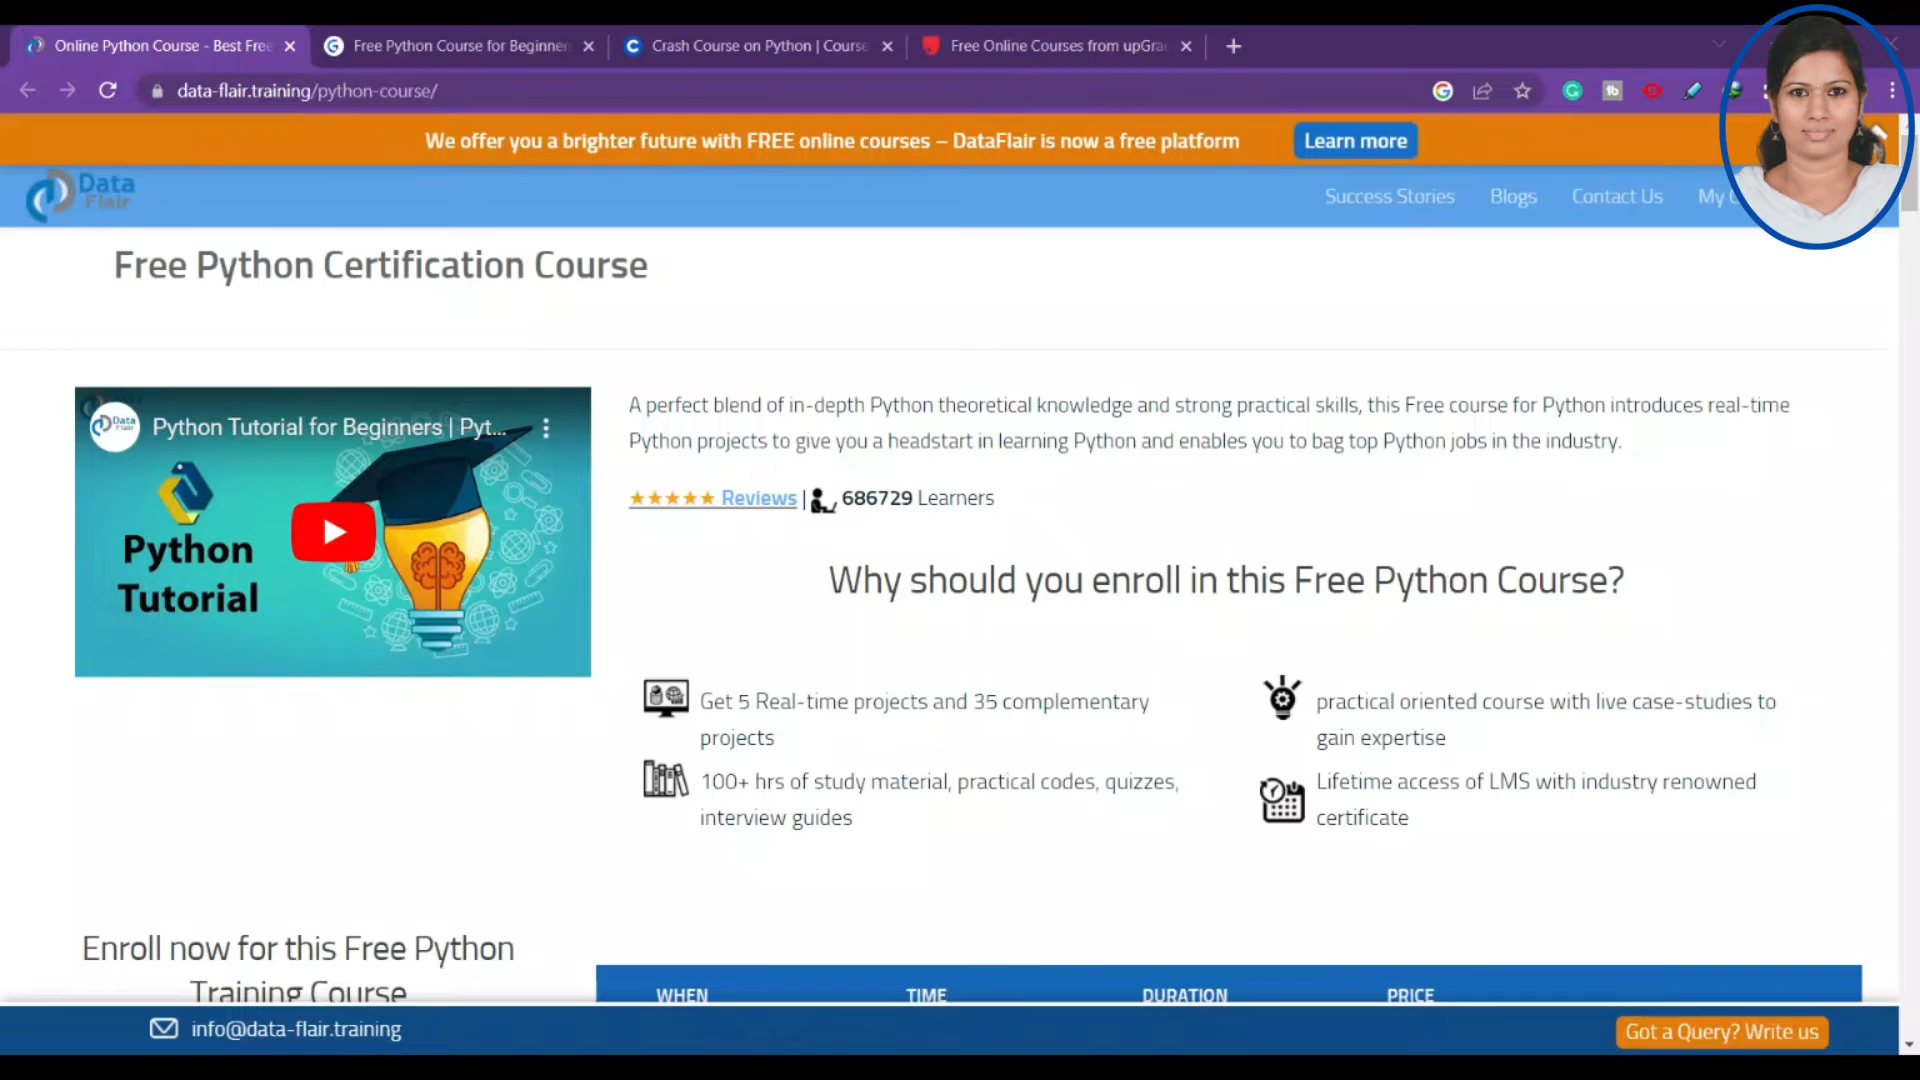 Online Python Course - Best Free
Free Python Course for Beginner
Crash Course on Python | Course
Free Online Courses from upGra
data-flair.training/python-course/
We offer you a brighter future with FREE online courses – DataFlair is now a free platform
Learn more
Data
Flair
Success Stories
Blogs
Contact Us
My
Free Python Certification Course
Data
Flair
Python Tutorial for Beginners | Pyt...
Python
Tutorial
A perfect blend of in-depth Python theoretical knowledge and strong practical skills, this Free course for Python introduces real-time
Python projects to give you a headstart in learning Python and enables you to bag top Python jobs in the industry.
★★★★★ Reviews | 686729 Learners
Why should you enroll in this Free Python Course?
Get 5 Real-time projects and 35 complementary
projects
practical oriented course with live case-studies to
gain expertise
100+ hrs of study material, practical codes, quizzes,
interview guides
Lifetime access of LMS with industry renowned
certificate
Enroll now for this Free Python
Training Course
WHEN
TIME
DURATION
PRICE
info@data-flair.training
Got a Query? Write us